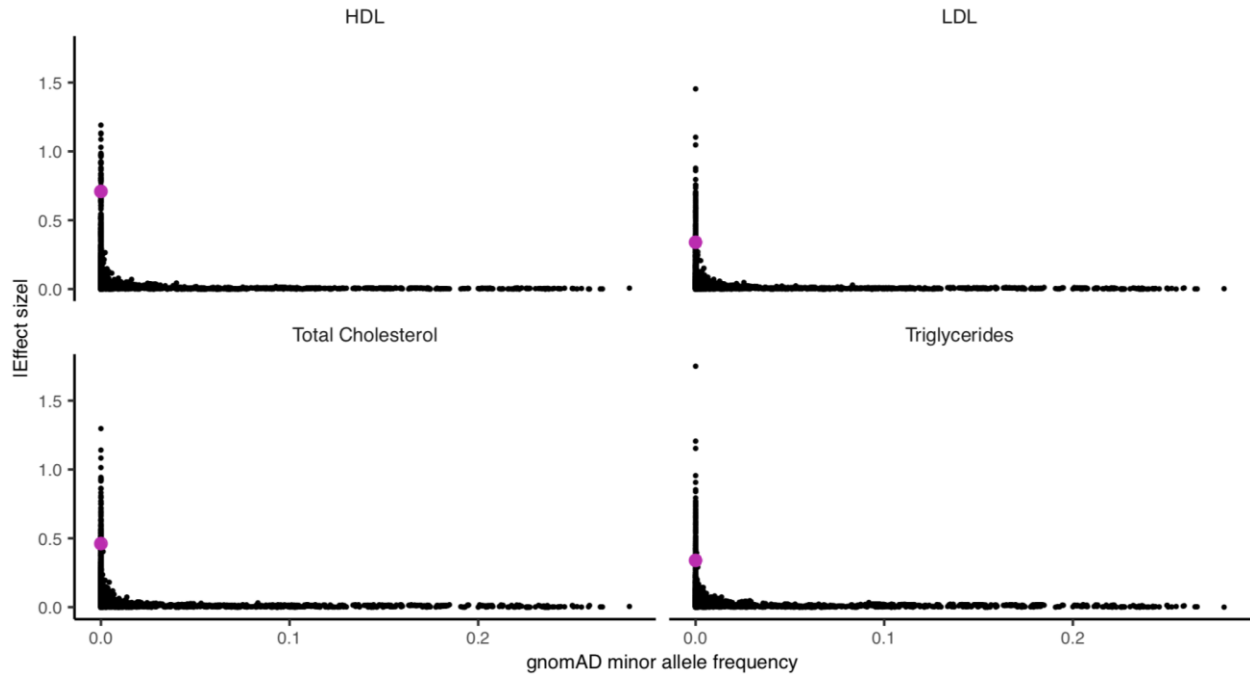 HDL
LDL
1.5
1.0
0.5
0.0
|Effect size|
Total Cholesterol
Triglycerides
1.5
1.0
0.5
0.0
0.0
0.1
0.2
0.0
0.1
0.2
gnomAD minor allele frequency